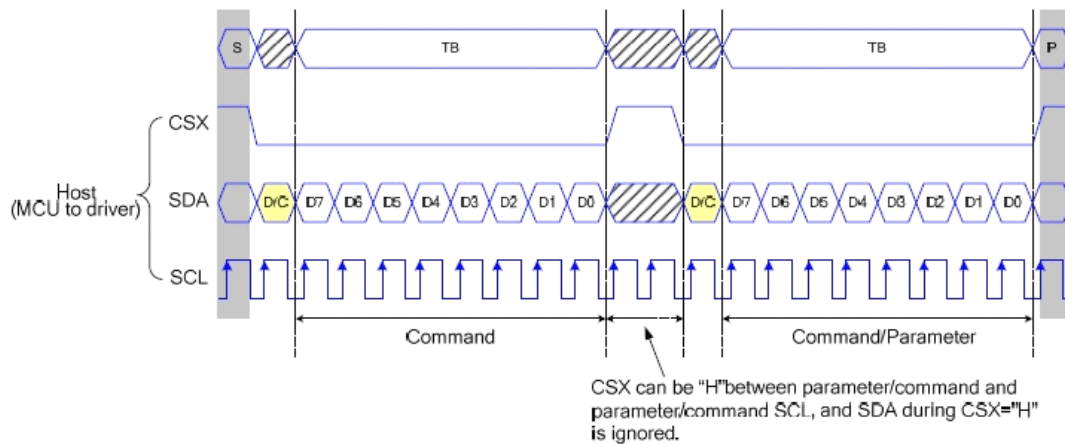 S TB TB P
CSX
Host
(MCU to driver)
SDA D/C D7 D6 D5 D4 D3 D2 D1 D0 D/C D7 D6 D5 D4 D3 D2 D1 D0
SCL
Command Command/Parameter
CSX can be "H"between parameter/command and
parameter/command SCL, and SDA during CSX="H"
is ignored.